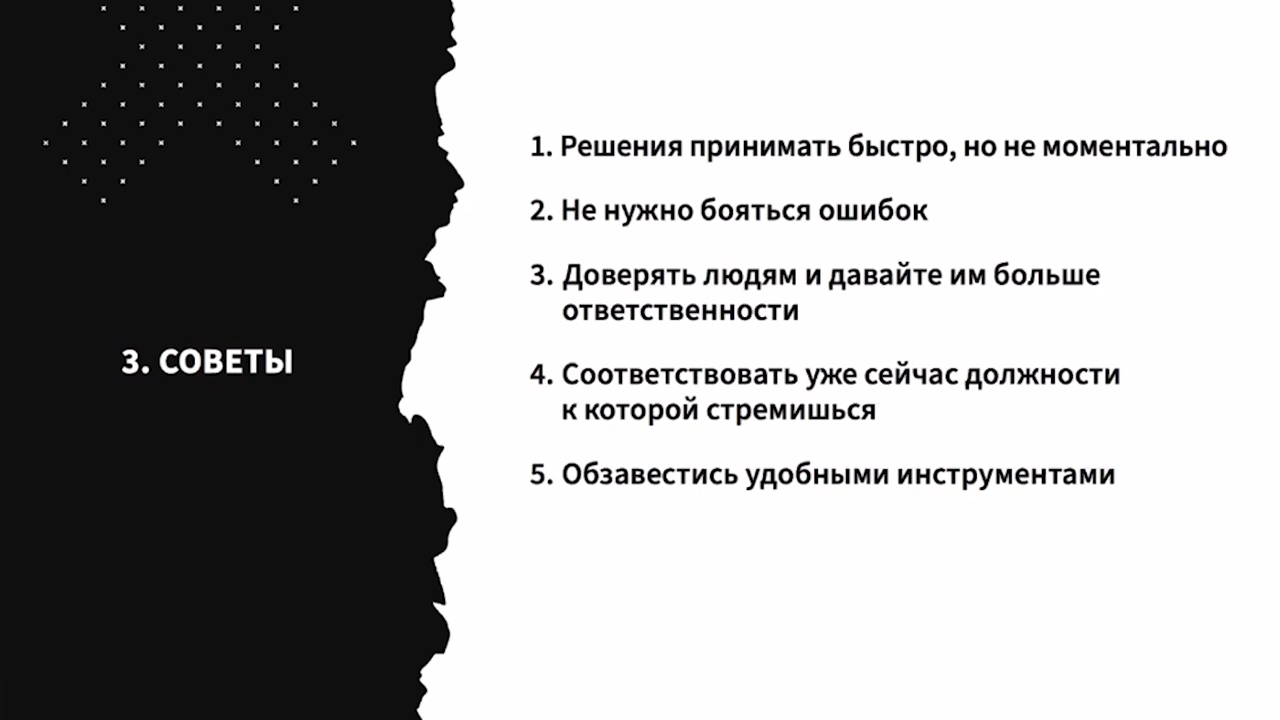 3. СОВЕТЫ
1. Решения принимать быстро, но не моментально
2. Не нужно бояться ошибок
3. Доверять людям и давайте им больше
ответственности
4. Соответствовать уже сейчас должности
к которой стремишься
5. Обзавестись удобными инструментами